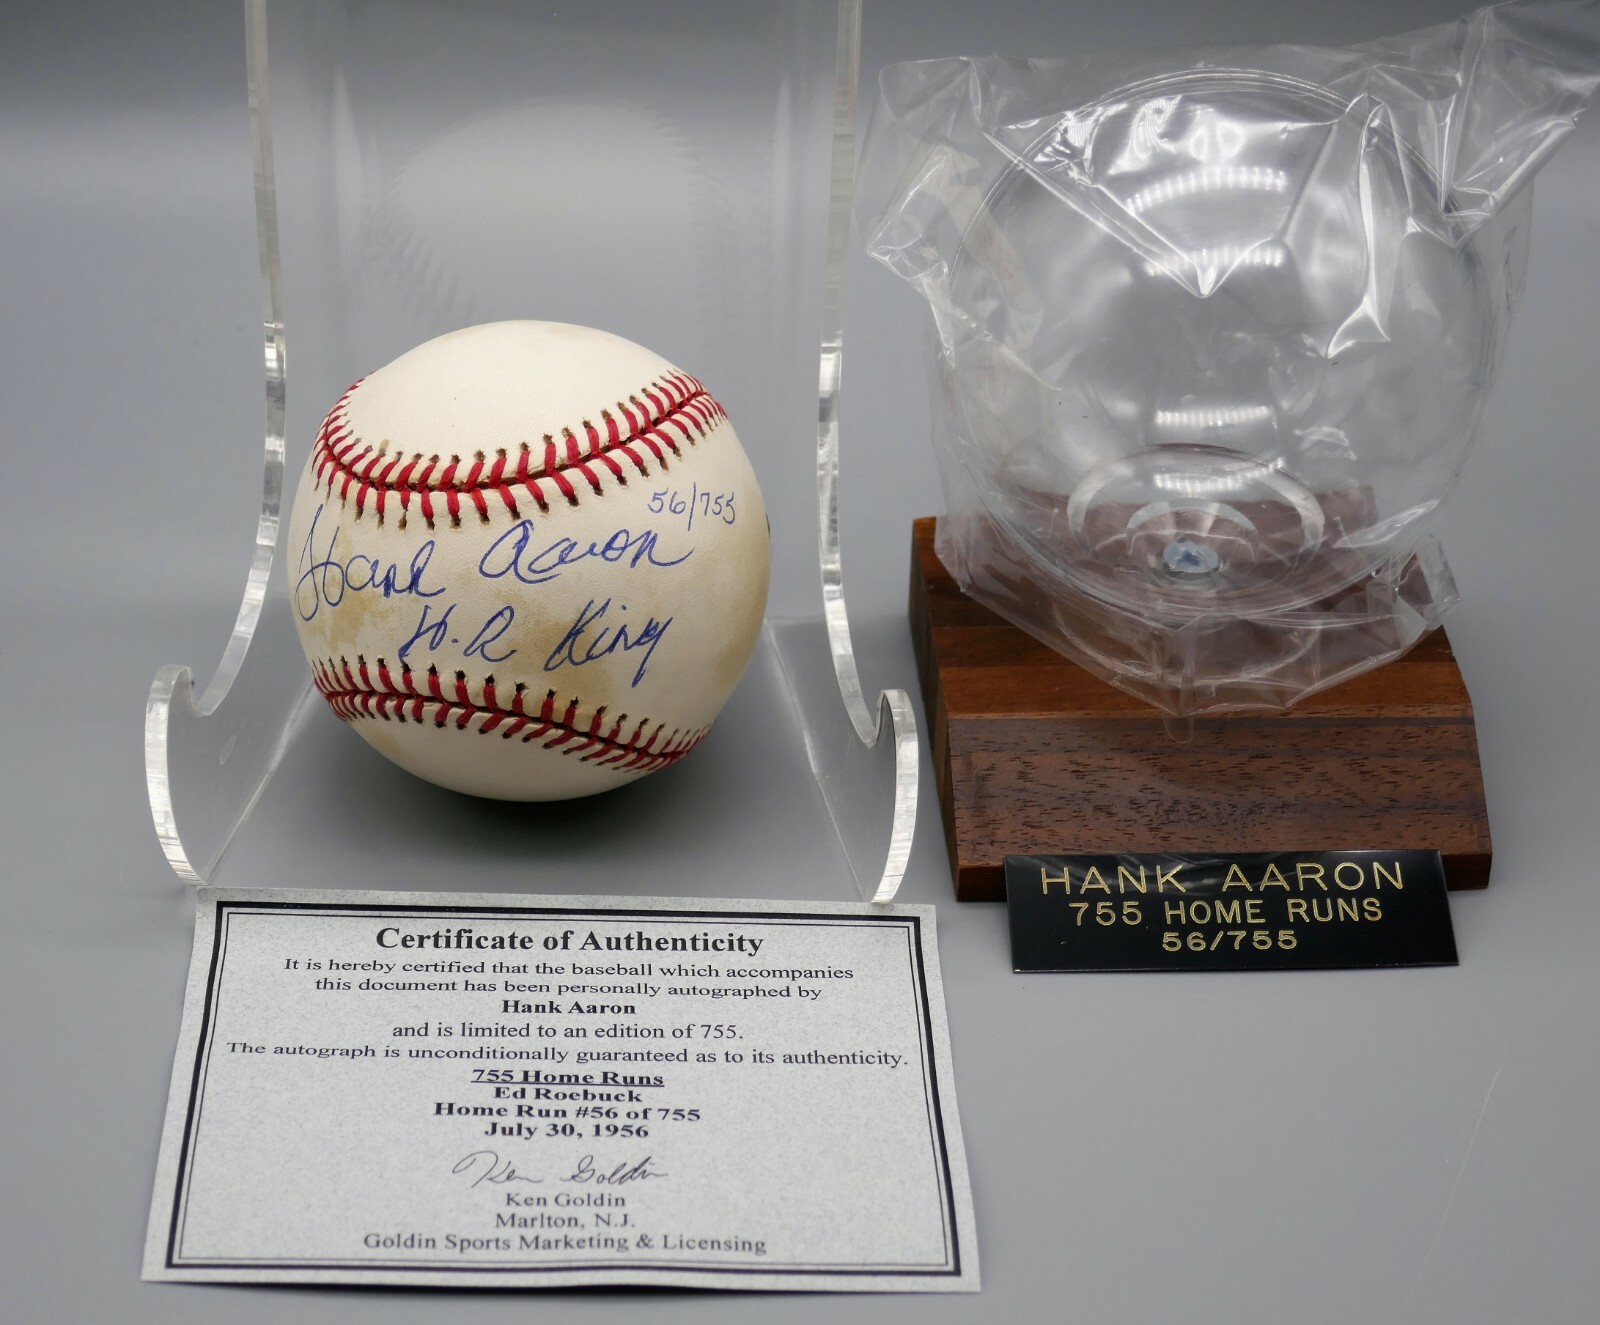 56/755
Hank Aaron
H.R King
Certificate of Authenticity
It is hereby certified that the baseball which accompanies
this document has been personally autographed by
Hank Aaron
and is limited to an edition of 755.
The autograph is unconditionally guaranteed as to its authenticity.
755 Home Runs
Ed Roebuck
Home Run #56 of 755
July 30, 1956
Ken Goldin
Ken Goldin
Marlton, N.J.
Goldin Sports Marketing & Licensing
HANK AARON
755 HOME RUNS
56/755